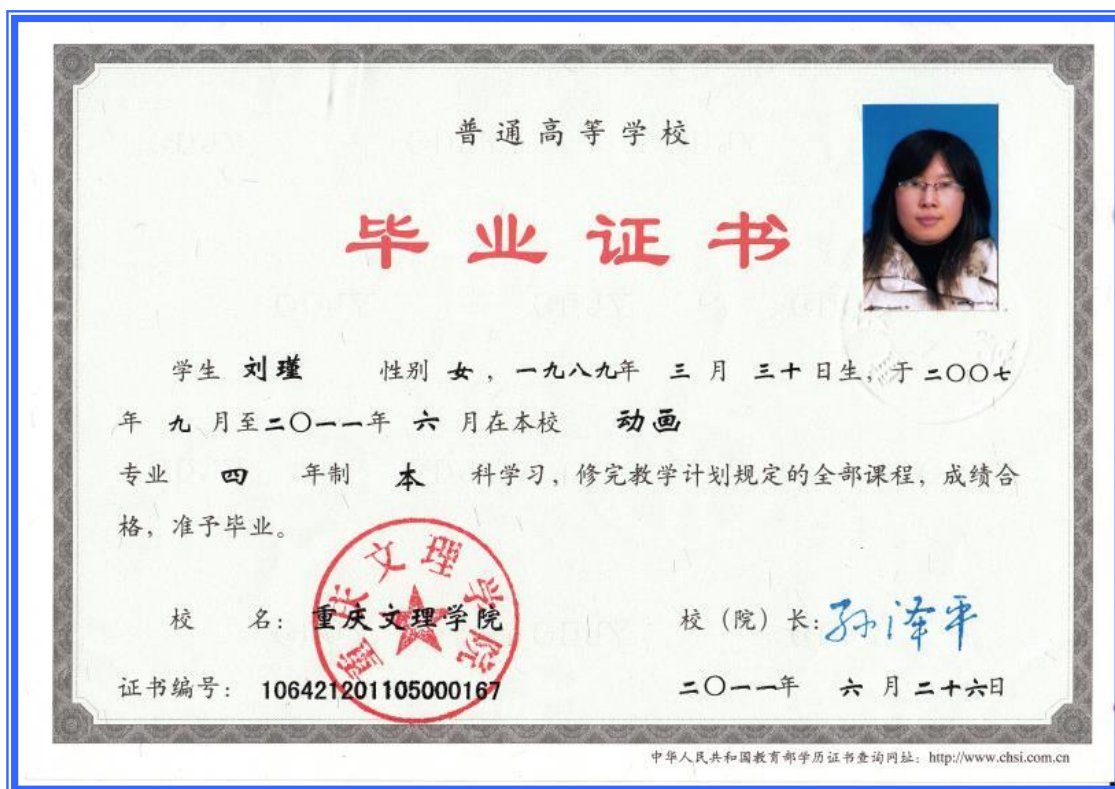 普通高等学校
毕业证书
学生 刘瑾 性别 女，一九八九年 三 月 三十 日生，于 二〇〇七
年 九 月至二〇一一年 六 月在本校 动画
专业 四 年制 本 科学习，修完教学计划规定的全部课程，成绩合
格，准予毕业。
重庆文理学院
校 名：重庆文理学院
校（院）长：孙泽平
证书编号：106421201105000167
二〇一一年 六 月 二十六日
中华人民共和国教育部学历证书查询网址：http://www.chsi.com.cn